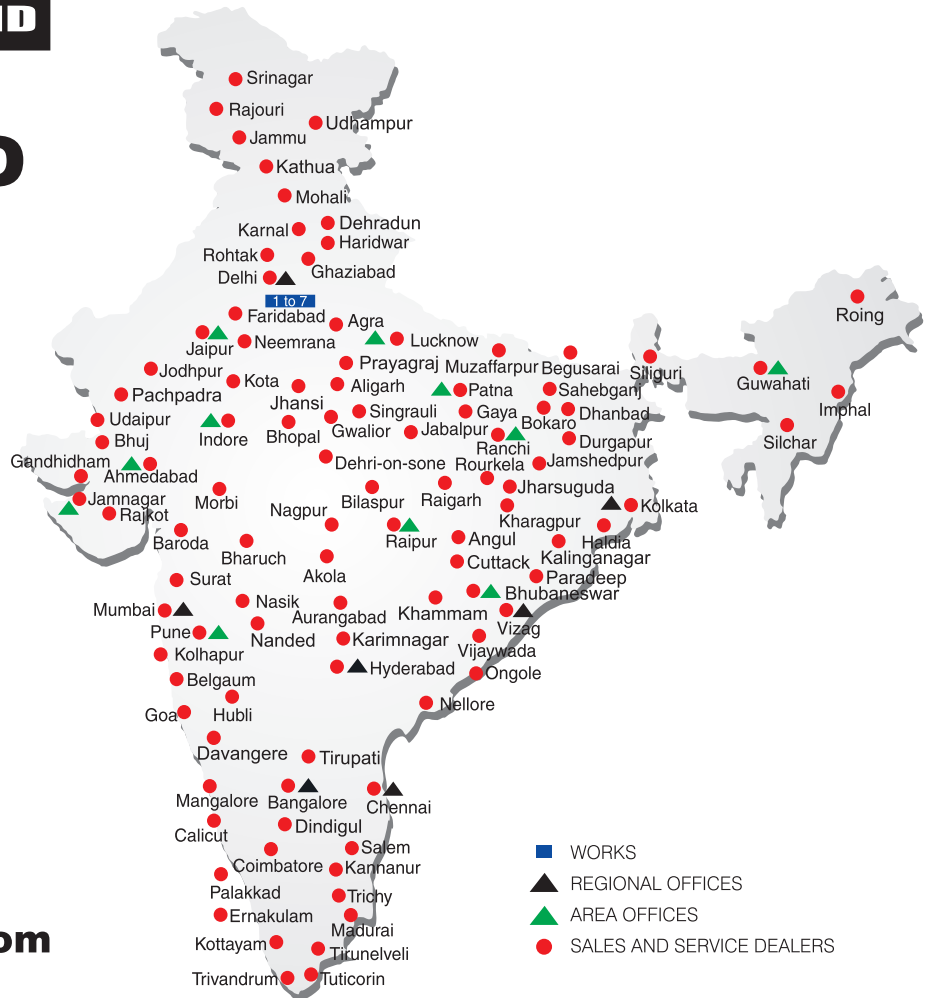 Srinagar
Rajouri
Udhampur
Jammu
Kathua
Mohali
Karnal
Dehradun
Haridwar
Rohtak
Ghaziabad
Delhi
1 to 7
Faridabad
Agra
Roing
Jaipur
Neemrana
Lucknow
Prayagraj
Muzaffarpur
Begusarai
Siliguri
Guwahati
Jodhpur
Kota
Aligarh
Patna
Sahebganj
Pachpadra
Jhansi
Imphal
Udaipur
Indore
Bhopal
Gwalior
Singrauli
Jabalpur
Gaya
Bokaro
Dhanbad
Silchar
Bhuj
Ranchi
Durgapur
Gandhidham
Ahmedabad
Dehri-on-sone
Rourkela
Jamshedpur
Jamnagar
Morbi
Bilaspur
Raigarh
Jharsuguda
Rajkot
Nagpur
Kharagpur
Kolkata
Baroda
Bharuch
Raipur
Angul
Haldia
Kalinganagar
Akola
Cuttack
Surat
Paradeep
Bhubaneswar
Mumbai
Nasik
Aurangabad
Khammam
Vizag
Pune
Nanded
Karimnagar
Vijaywada
Kolhapur
Hyderabad
Ongole
Belgaum
Goa
Hubli
Nellore
Davangere
Tirupati
Mangalore
Bangalore
Chennai
Calicut
Dindigul
Salem
Coimbatore
Kannanur
Palakkad
Trichy
Ernakulam
Madurai
Kottayam
Tirunelveli
Trivandrum
Tuticorin
WORKS
REGIONAL OFFICES
AREA OFFICES
SALES AND SERVICE DEALERS
om